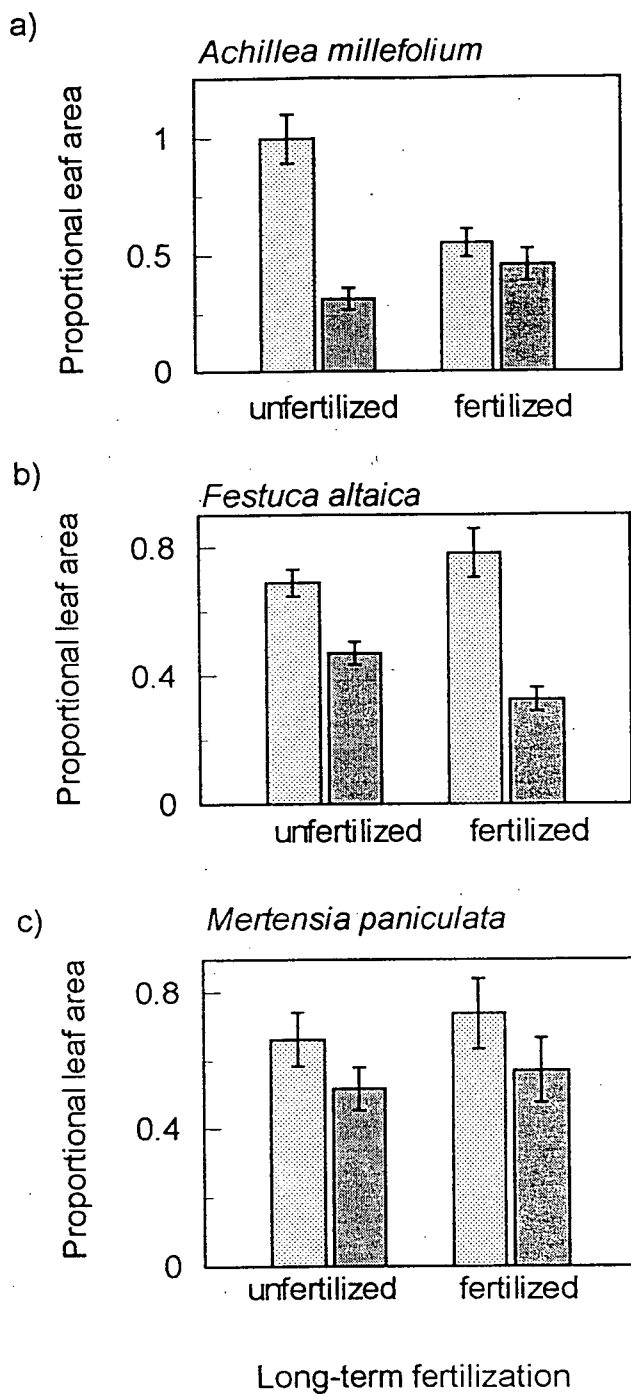 a)
Achillea millefolium
Proportional leaf area
1
0.5
0
unfertilized fertilized
b)
Festuca altaica
Proportional leaf area
0.8
0.4
0
unfertilized fertilized
c)
Mertensia paniculata
Proportional leaf area
0.8
0.4
0
unfertilized fertilized
Long-term fertilization